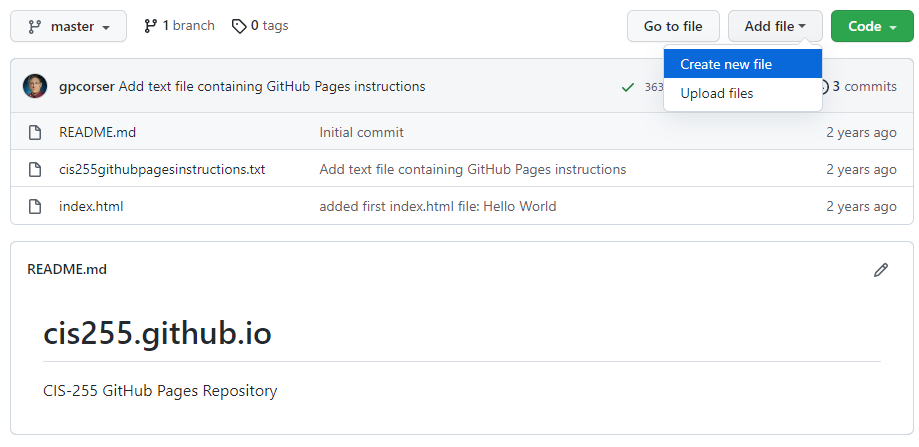 master 1 branch 0 tags Go to file Add file Code
Create new file
Upload files
gpcorser Add text file containing GitHub Pages instructions 363 3 commits
README.md Initial commit 2 years ago
cis255githubpagesinstructions.txt Add text file containing GitHub Pages instructions 2 years ago
index.html added first index.html file: Hello World 2 years ago
README.md
cis255.github.io
CIS-255 GitHub Pages Repository